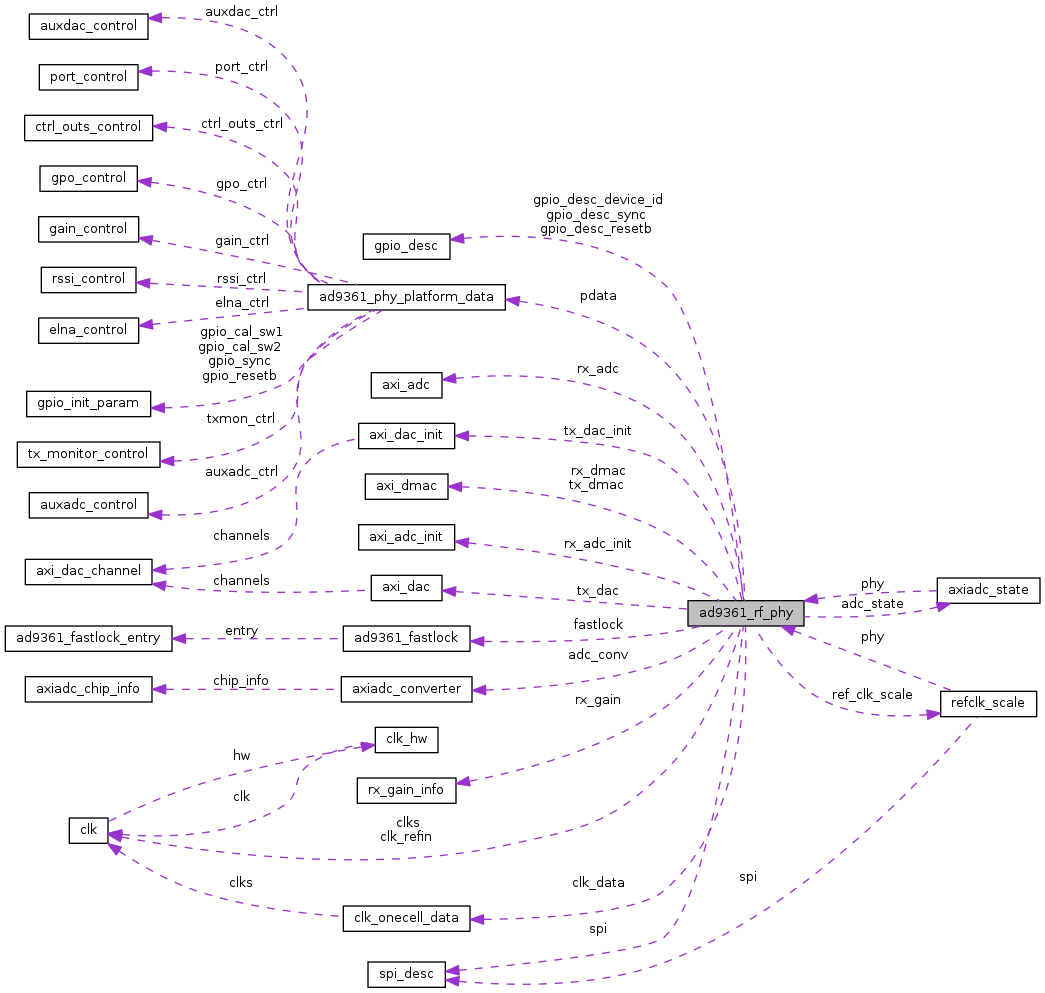 auxdac_control
auxdac_ctrl
port_control
port_ctrl
ctrl_outs_control
ctrl_outs_ctrl
gpo_control
gpo_ctrl
gpio_desc_device_id
gpio_desc_sync
gpio_desc_resetb
gain_control
gain_ctrl
gpio_desc
rssi_control
rssi_ctrl
ad9361_phy_platform_data
pdata
elna_control
elna_ctrl
gpio_cal_sw1
gpio_cal_sw2
gpio_sync
gpio_resetb
gpio_init_param
axi_adc
rx_adc
txmon_ctrl
tx_monitor_control
axi_dac_init
tx_dac_init
auxadc_ctrl
auxadc_control
axi_dmac
rx_dmac
tx_dmac
channels
axi_adc_init
rx_adc_init
axi_dac_channel
channels
axi_dac
tx_dac
ad9361_rf_phy
phy
adc_state
axiadc_state
ad9361_fastlock_entry
entry
ad9361_fastlock
fastlock
phy
axiadc_chip_info
chip_info
axiadc_converter
adc_conv
ref_clk_scale
refclk_scale
rx_gain
hw
clk_hw
clk
rx_gain_info
clk
clks
clk_refin
clks
clk_onecell_data
clk_data
spi
spi
spi_desc